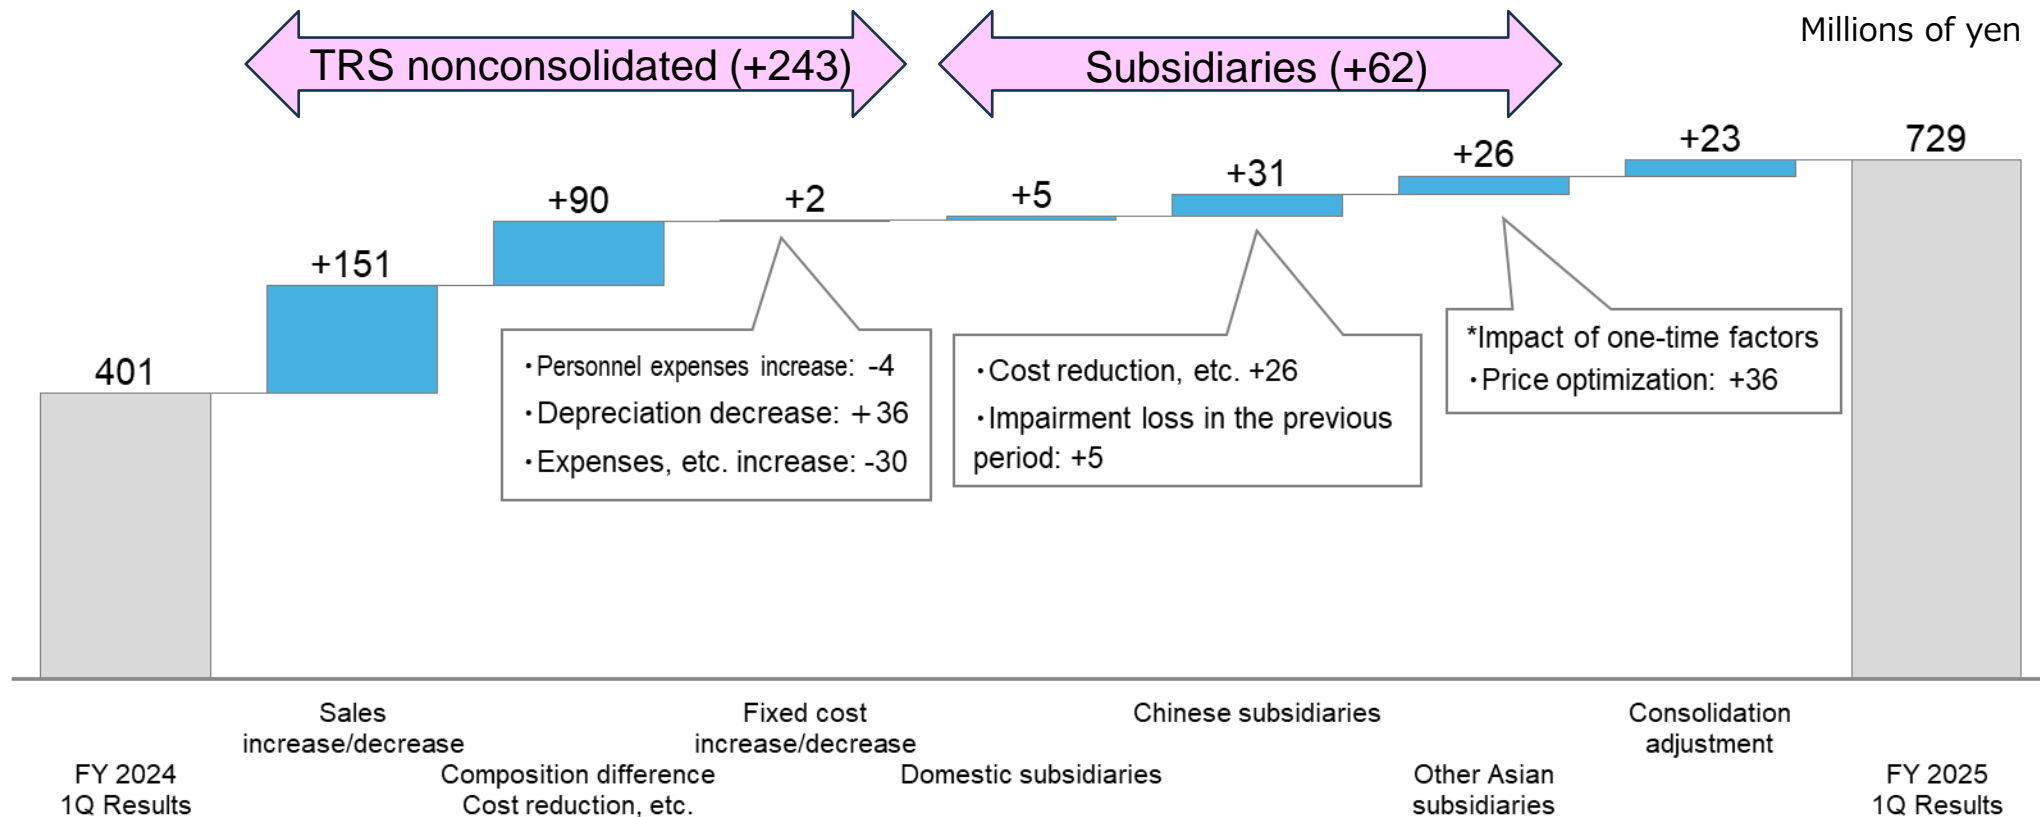 Millions of yen
TRS nonconsolidated (+243)
Subsidiaries (+62)
401
+151
+90
+2
+5
+31
+26
+23
729
・Personnel expenses increase: -4
・Depreciation decrease: +36
・Expenses, etc. increase: -30
・Cost reduction, etc. +26
・Impairment loss in the previous
period: +5
*Impact of one-time factors
・Price optimization: +36
FY 2024
1Q Results
Sales
increase/decrease
Composition difference
Cost reduction, etc.
Fixed cost
increase/decrease
Domestic subsidiaries
Chinese subsidiaries
Other Asian
subsidiaries
Consolidation
adjustment
FY 2025
1Q Results